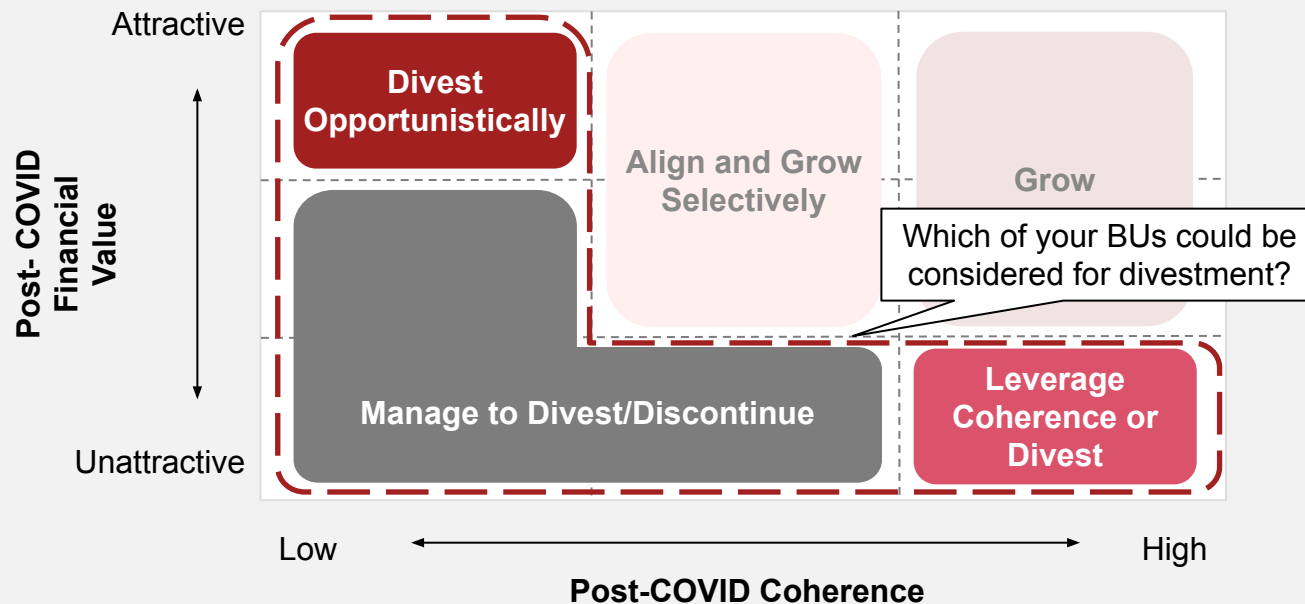 Attractive
Divest
Opportunistically
Align and Grow
Selectively
Grow
Post- COVID
Financial
Value
Which of your BUs could be
considered for divestment?
Manage to Divest/Discontinue
Leverage
Coherence or
Divest
Unattractive
Low
High
Post-COVID Coherence